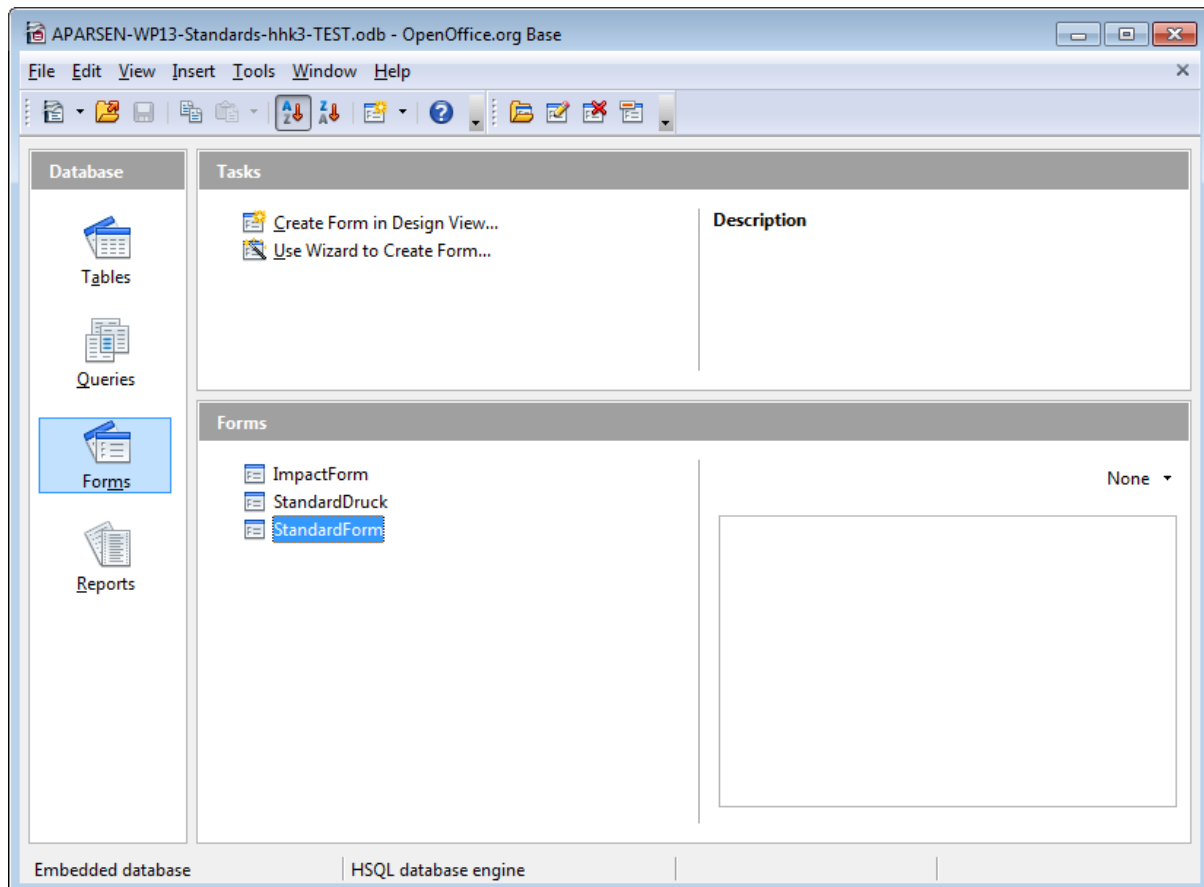 APARSEN-WP13-Standards-hhk3-TEST.odb - OpenOffice.org Base
File Edit View Insert Tools Window Help
Database
Tables
Queries
Forms
Reports
Tasks
Create Form in Design View...
Use Wizard to Create Form...
Description
Forms
ImpactForm
StandardDruck
StandardForm
None
Embedded database
HSQL database engine